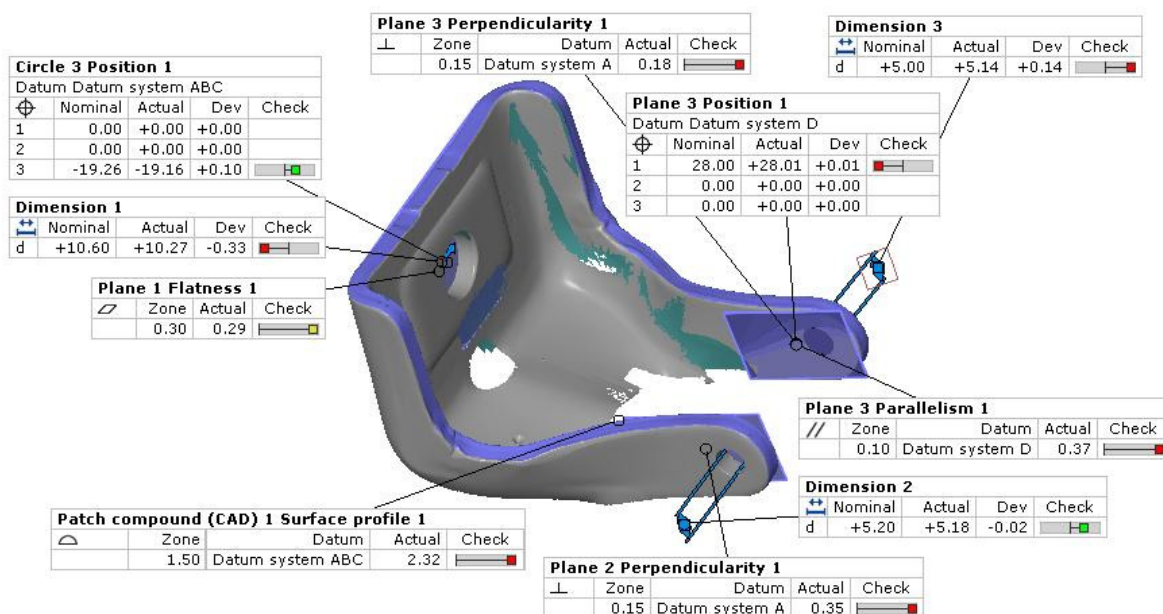 Plane 3 Perpendicularity 1
Zone Datum Actual Check
0.15 Datum system A 0.18
Dimension 3
Nominal Actual Dev Check
d +5.00 +5.14 +0.14
Circle 3 Position 1
Datum Datum system ABC
Nominal Actual Dev Check
1 0.00 +0.00 +0.00
2 0.00 +0.00 +0.00
3 -19.26 -19.16 +0.10
Plane 3 Position 1
Datum Datum system D
Nominal Actual Dev Check
1 28.00 +28.01 +0.01
2 0.00 +0.00 +0.00
3 0.00 +0.00 +0.00
Dimension 1
Nominal Actual Dev Check
d +10.60 +10.27 -0.33
Plane 1 Flatness 1
Zone Actual Check
0.30 0.29
Plane 3 Parallelism 1
// Zone Datum Actual Check
0.10 Datum system D 0.37
Dimension 2
Nominal Actual Dev Check
d +5.20 +5.18 -0.02
Patch compound (CAD) 1 Surface profile 1
Zone Datum Actual Check
1.50 Datum system ABC 2.32
Plane 2 Perpendicularity 1
Zone Datum Actual Check
0.15 Datum system A 0.35